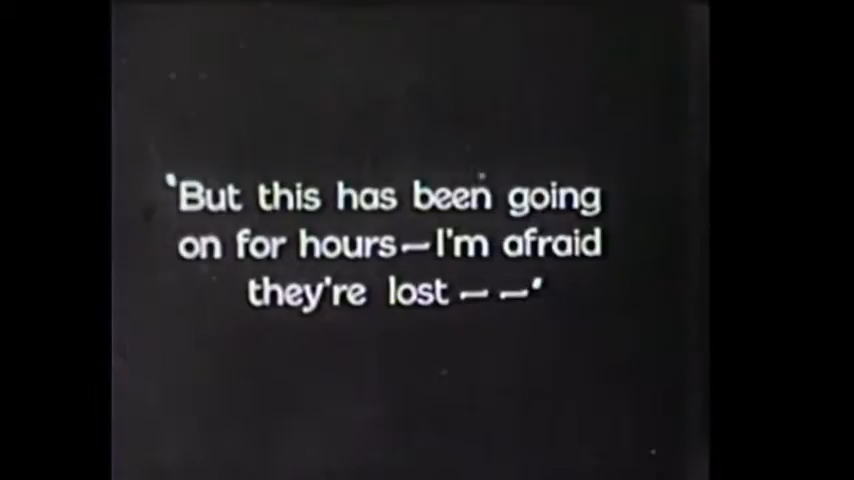 'But this has been going
on for hours—I'm afraid
they're lost — —'